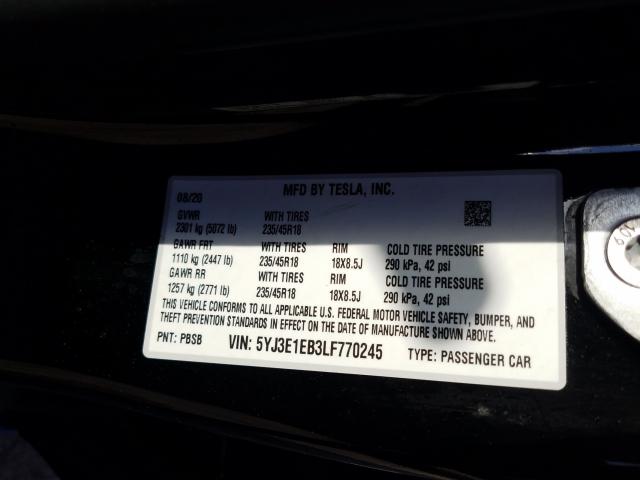 08/20 MFD BY TESLA, INC.
GVWR WITH TIRES
2301 kg (5072 lb) 235/45R18
GAWR FRT WITH TIRES RIM COLD TIRE PRESSURE
1110 kg (2447 lb) 235/45R18 18X8.5J 290 kPa, 42 psi
GAWR RR WITH TIRES RIM COLD TIRE PRESSURE
1257 kg (2771 lb) 235/45R18 18X8.5J 290 kPa, 42 psi
THIS VEHICLE CONFORMS TO ALL APPLICABLE U.S. FEDERAL MOTOR VEHICLE SAFETY, BUMPER, AND
THEFT PREVENTION STANDARDS IN EFFECT ON THE DATE OF MANUFACTURE SHOWN ABOVE.
PNT: PBSB VIN: 5YJ3E1EB3LF770245 TYPE: PASSENGER CAR